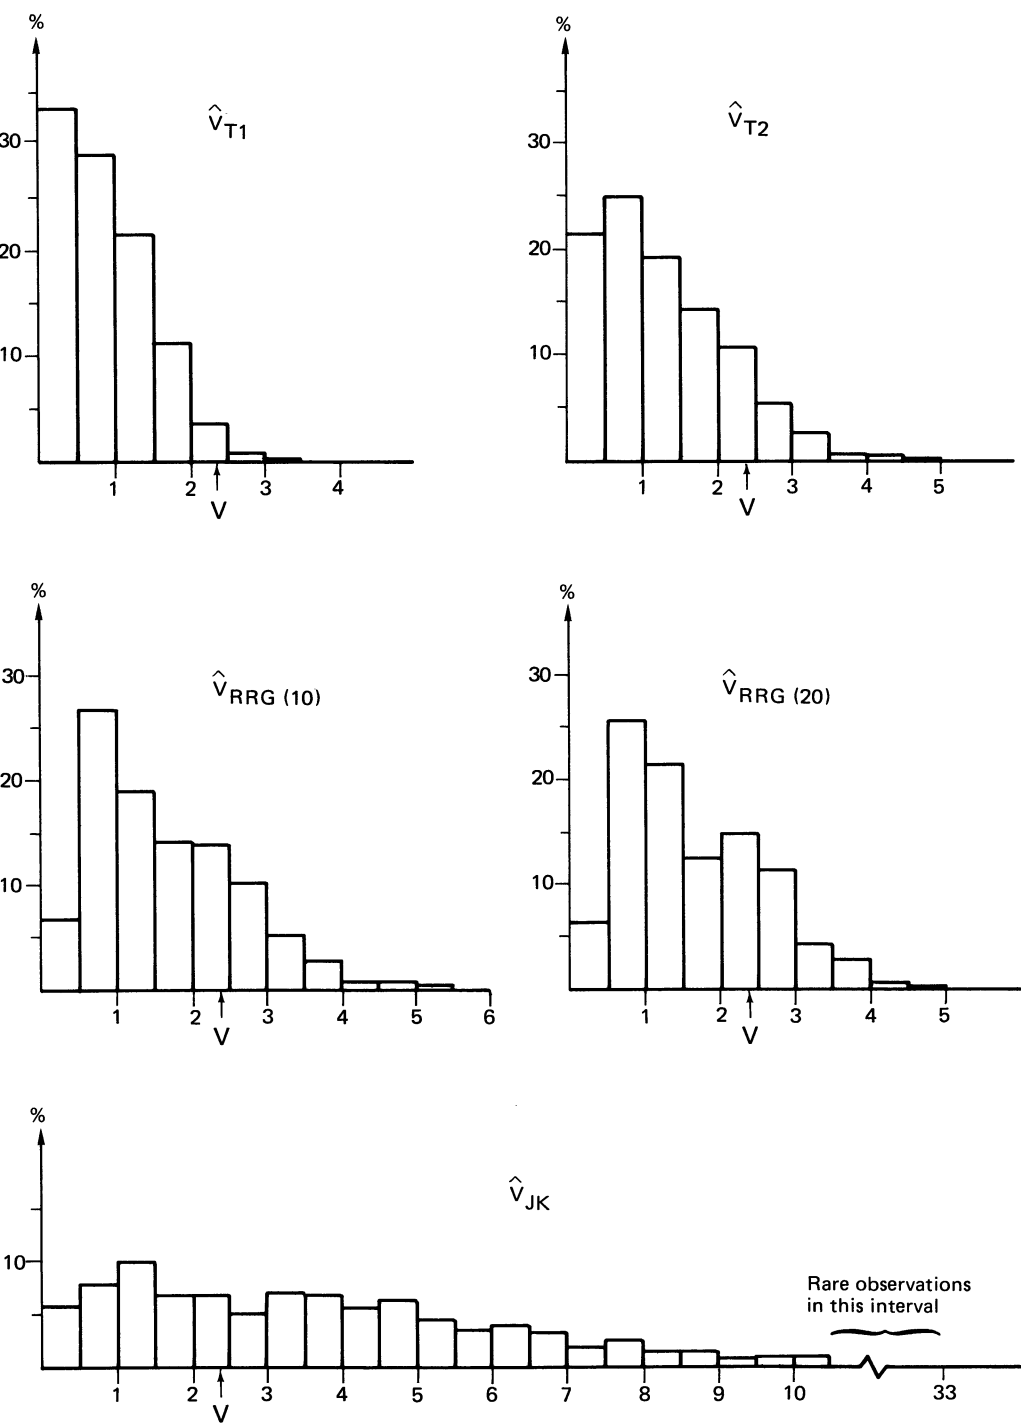 %
30
20
10
V̂T1
1 2 3 4
V
%
30
20
10
V̂T2
1 2 3 4 5
V
%
30
20
10
V̂RRG (10)
1 2 3 4 5 6
V
%
30
20
10
V̂RRG (20)
1 2 3 4 5
V
%
10
V̂JK
Rare observations
in this interval
1 2 3 4 5 6 7 8 9 10 33
V